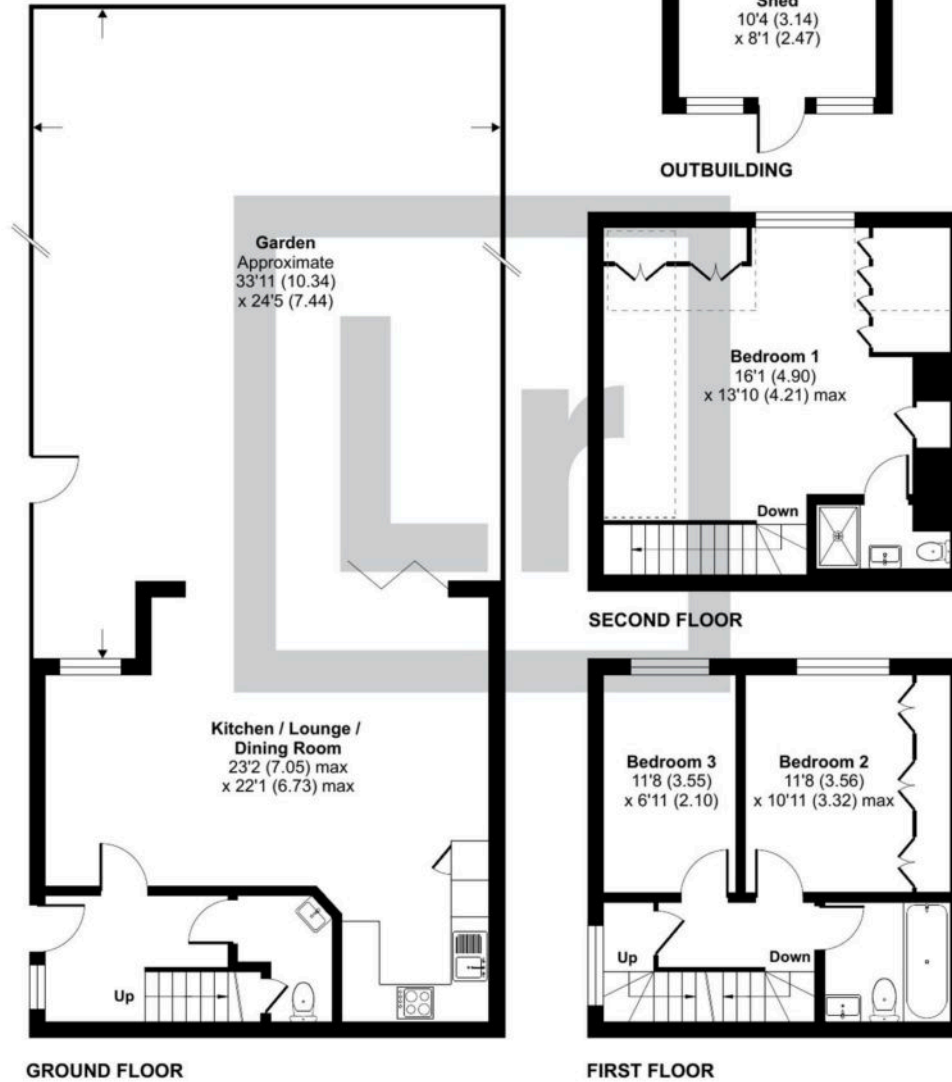 Shed
10'4 (3.14)
x 8'1 (2.47)
OUTBUILDING
Garden
Approximate
33'11 (10.34)
x 24'5 (7.44)
Bedroom 1
16'1 (4.90)
x 13'10 (4.21) max
Down
SECOND FLOOR
Lr
Kitchen / Lounge /
Dining Room
23'2 (7.05) max
x 22'1 (6.73) max
Up
GROUND FLOOR
Bedroom 3
11'8 (3.55)
x 6'11 (2.10)
Bedroom 2
11'8 (3.56)
x 10'11 (3.32) max
Up
Down
FIRST FLOOR